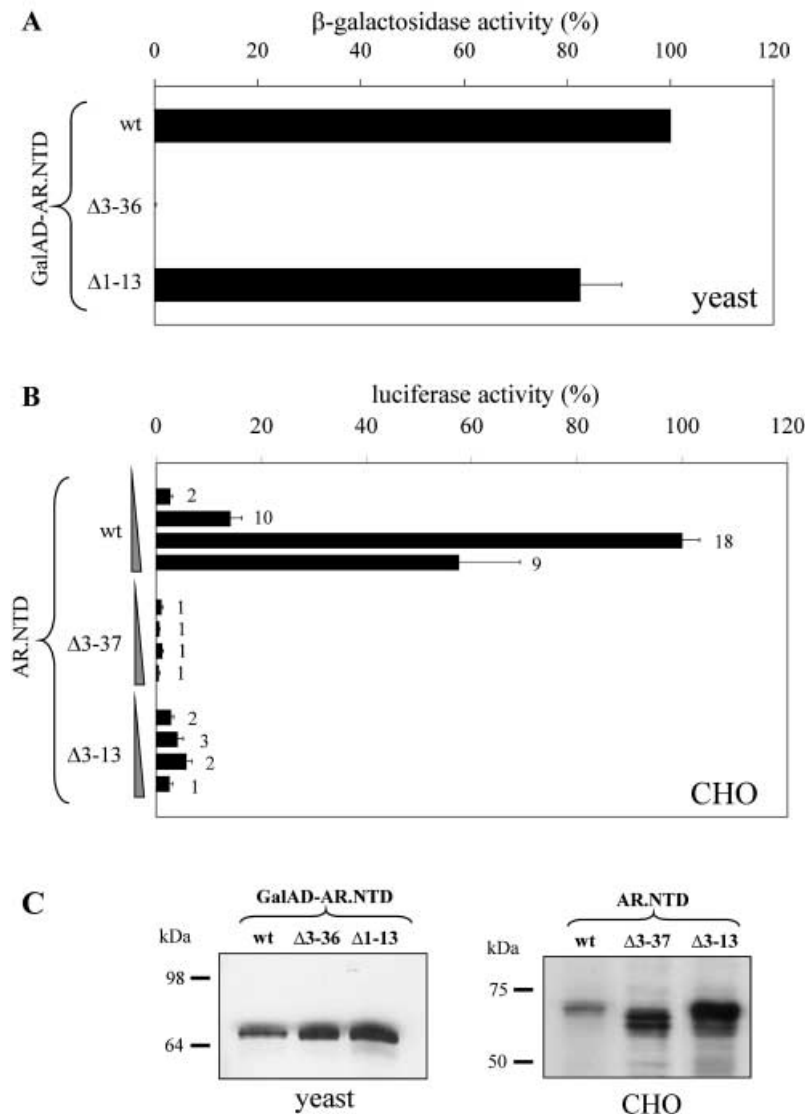 A
β-galactosidase activity (%)
0 20 40 60 80 100 120
GalAD-AR.NTD
wt
Δ3-36
Δ1-13
yeast
B
luciferase activity (%)
0 20 40 60 80 100 120
AR.NTD
wt
2
10
18
9
Δ3-37
1
1
1
1
Δ3-13
2
3
2
1
CHO
C
GalAD-AR.NTD
kDa wt Δ3-36 Δ1-13
98
64
yeast
AR.NTD
kDa wt Δ3-37 Δ3-13
75
50
CHO